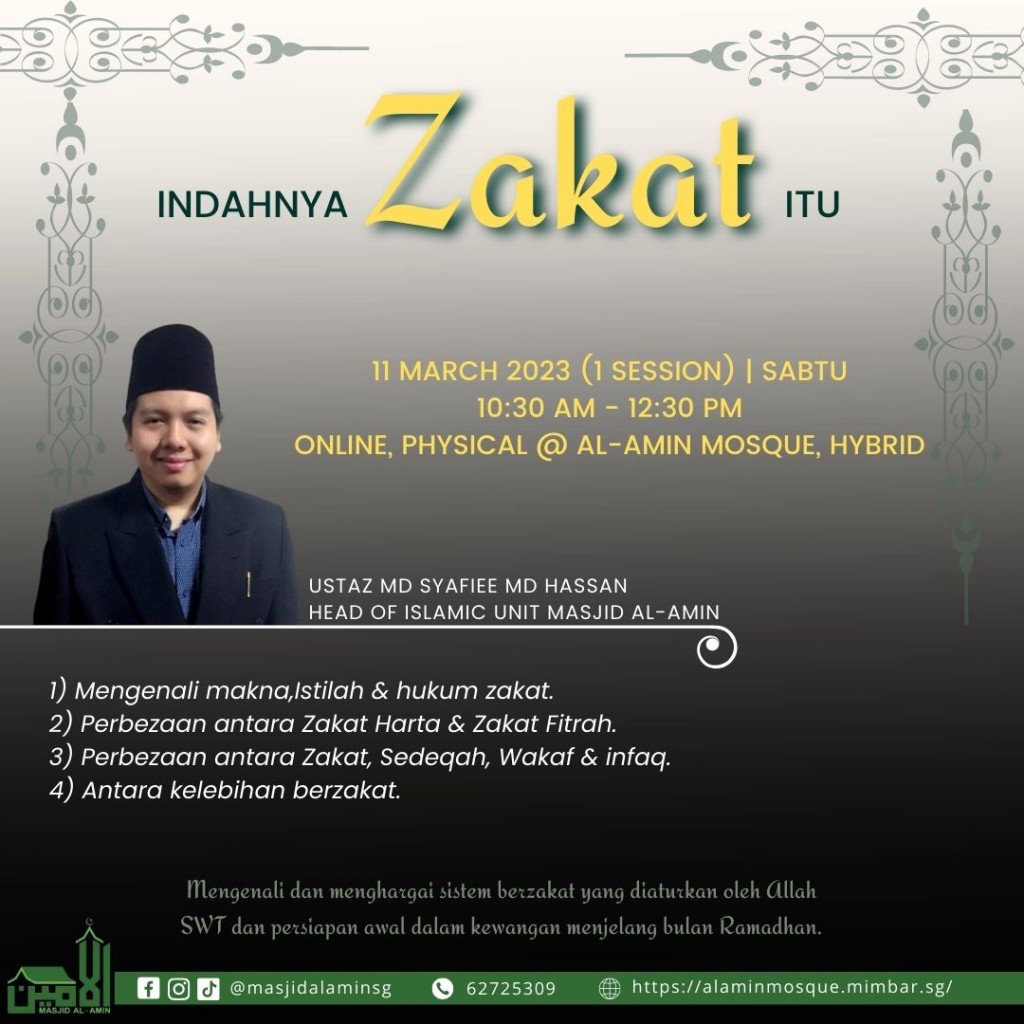 INDAHNYA Zakat ITU
11 MARCH 2023 (1 SESSION) | SABTU
10:30 AM - 12:30 PM
ONLINE, PHYSICAL @ AL-AMIN MOSQUE, HYBRID
USTAZ MD SYAFIEE MD HASSAN
HEAD OF ISLAMIC UNIT MASJID AL-AMIN
1) Mengenali makna,Istilah & hukum zakat.
2) Perbezaan antara Zakat Harta & Zakat Fitrah.
3) Perbezaan antara Zakat, Sedeqah, Wakaf & infaq.
4) Antara kelebihan berzakat.
Mengenali dan menghargai sistem berzakat yang diaturkan oleh Allah
SWT dan persiapan awal dalam kewangan menjelang bulan Ramadhan.
الأمين
MASJID AL-AMIN
@masjidalaminsg 62725309 https://alaminmosque.mimbar.sg/